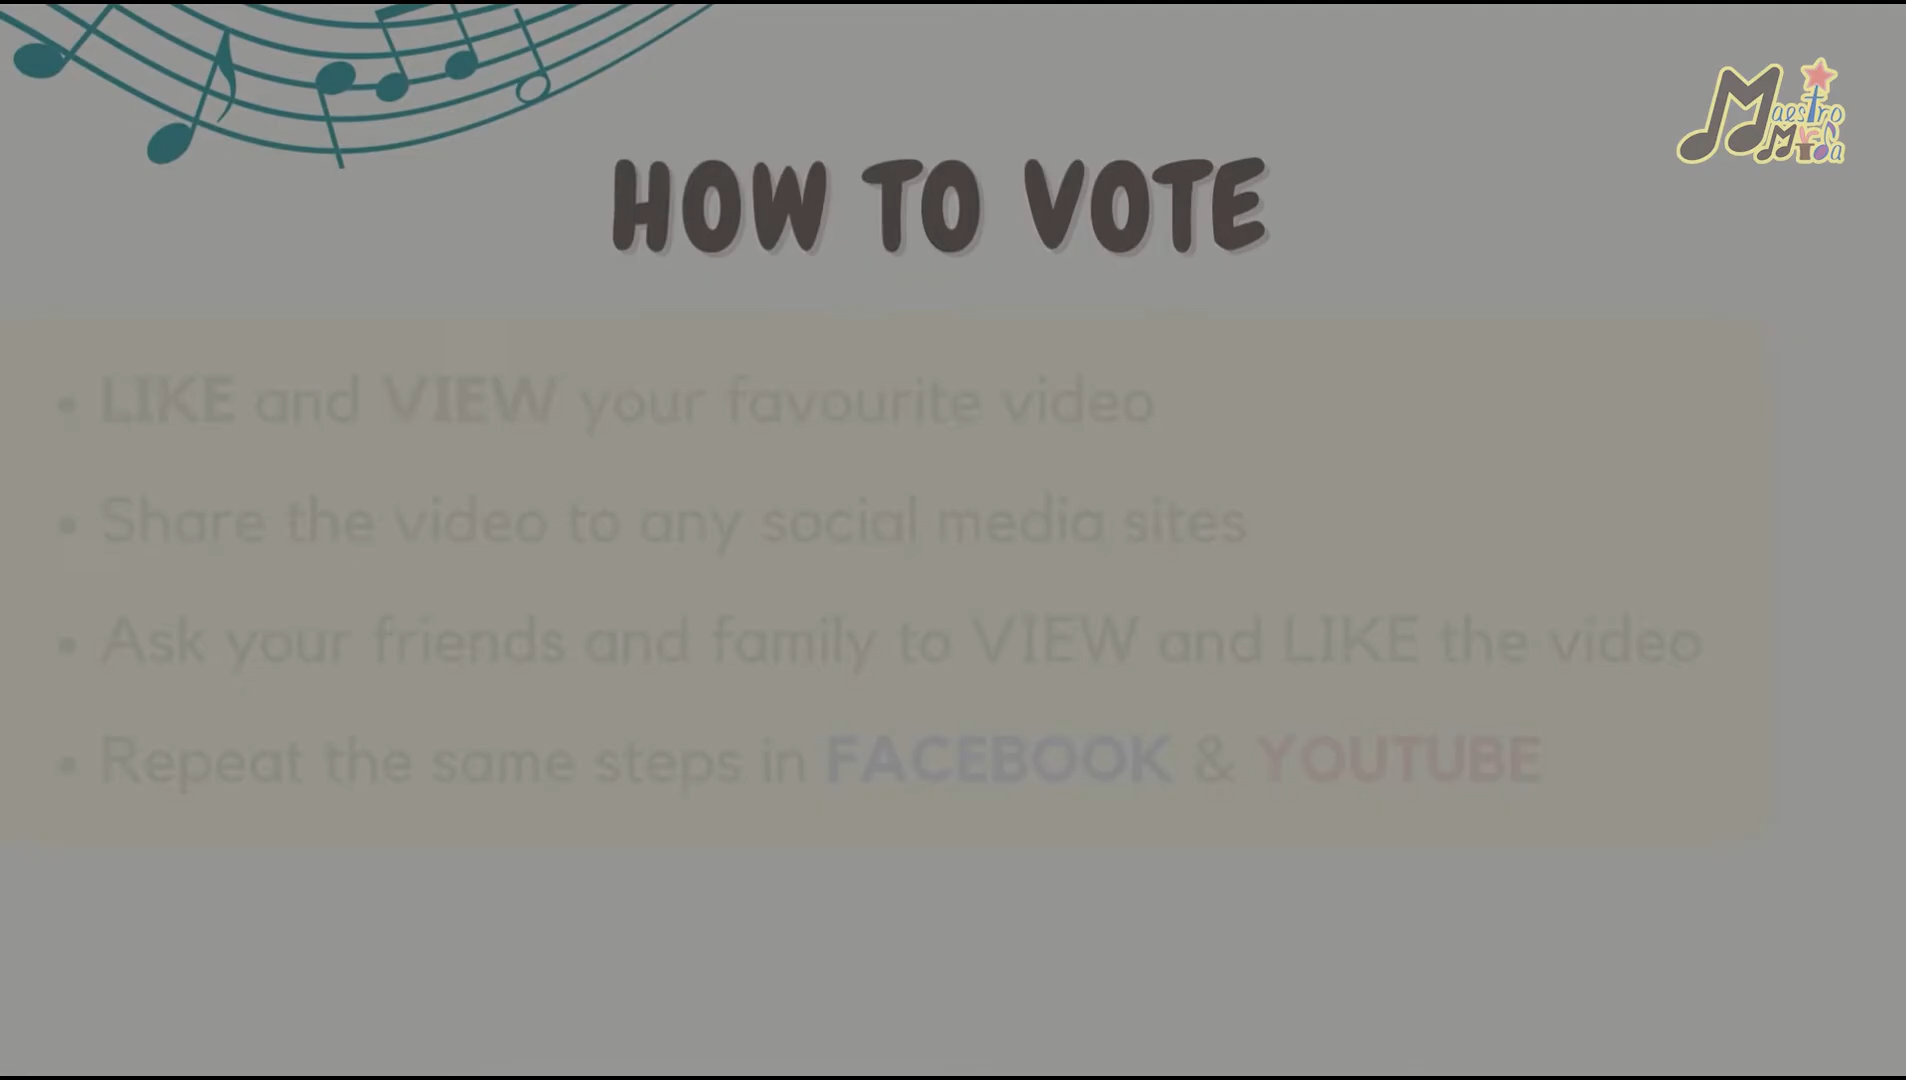 Maestro
HOW TO VOTE
• LIKE and VIEW your favourite video
• Share the video to any social media sites
• Ask your friends and family to VIEW and LIKE the video
• Repeat the same steps in FACEBOOK & YOUTUBE